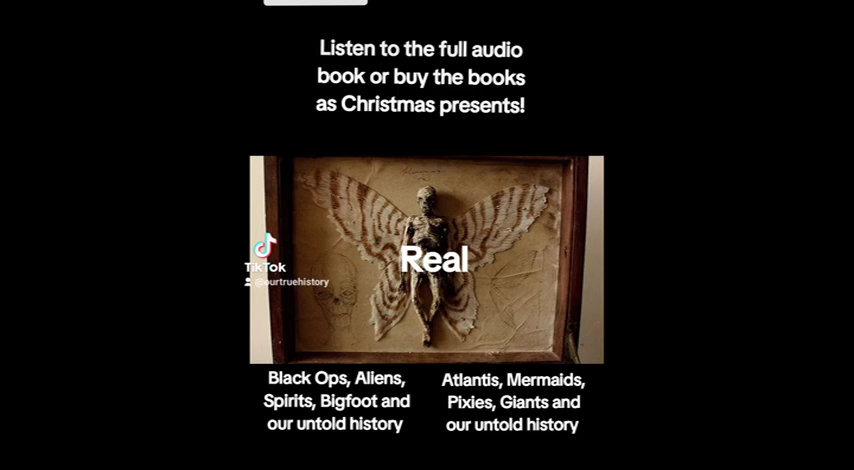 Listen to the full audio
book or buy the books
as Christmas presents!
Real
TikTok
@ourtruehistory
Black Ops, Aliens,
Spirits, Bigfoot and
our untold history
Atlantis, Mermaids,
Pixies, Giants and
our untold history